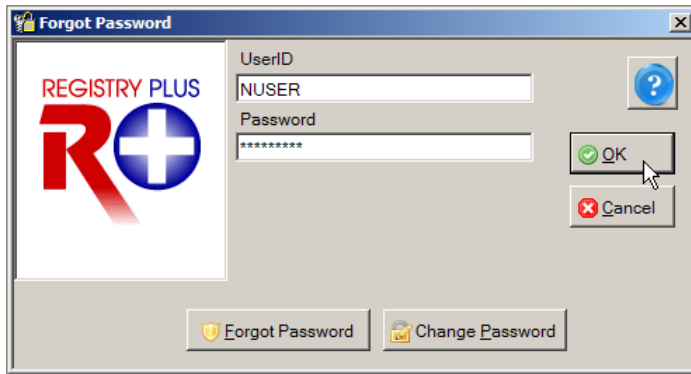 Forgot Password
REGISTRY PLUS
R
UserID
NUSER
Password
*********
?
OK
Cancel
Forgot Password
Change Password